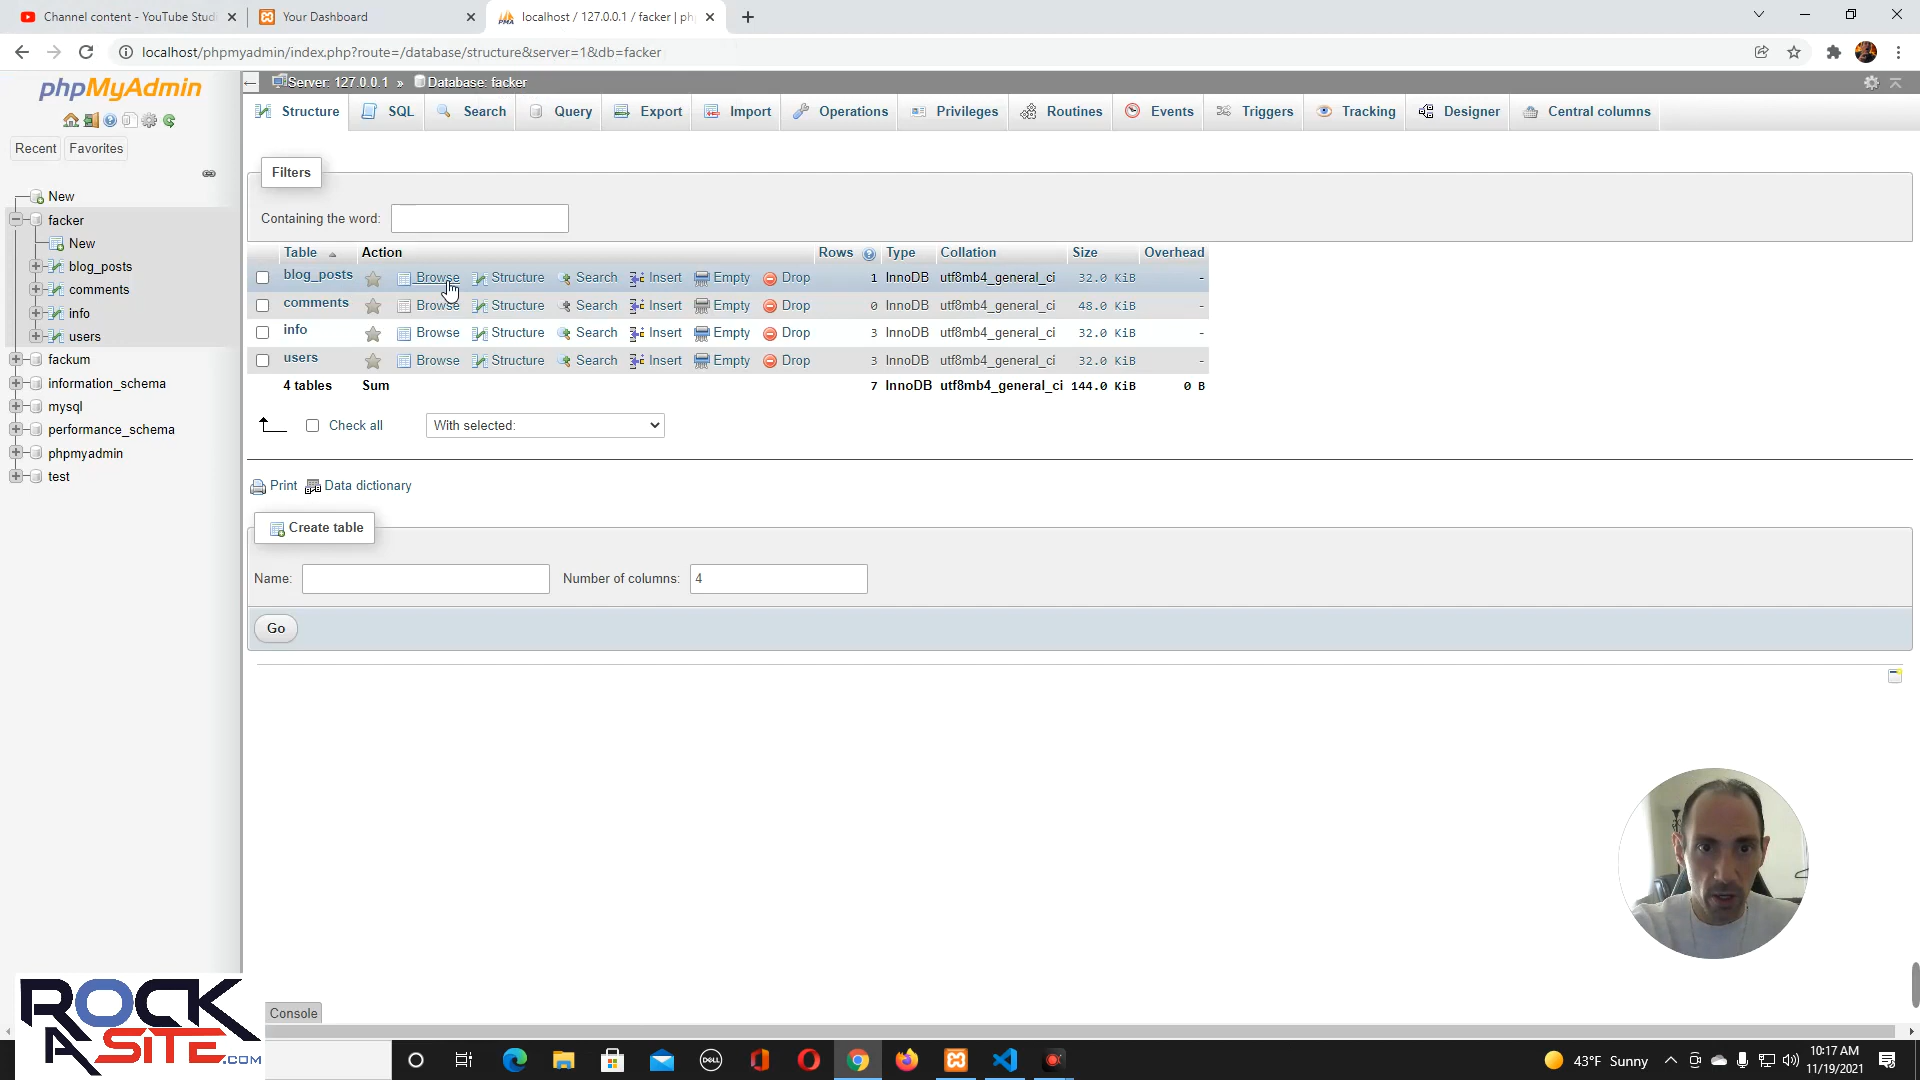 Channel content - YouTube Stud
Your Dashboard
localhost / 127.0.0.1 / facker | ph
localhost/phpmyadmin/index.php?route=/database/structure&server=1&db=facker
phpMyAdmin
Recent Favorites
New
facker
New
blog_posts
comments
info
users
fackum
information_schema
mysql
performance_schema
phpmyadmin
test
Server: 127.0.0.1 » Database: facker
Structure SQL Search Query Export Import Operations Privileges Routines Events Triggers Tracking Designer Central columns
Filters
Containing the word:
Table Action Rows Type Collation Size Overhead
blog_posts Browse Structure Search Insert Empty Drop 1 InnoDB utf8mb4_general_ci 32.0 KiB -
comments Browse Structure Search Insert Empty Drop 0 InnoDB utf8mb4_general_ci 48.0 KiB -
info Browse Structure Search Insert Empty Drop 3 InnoDB utf8mb4_general_ci 32.0 KiB -
users Browse Structure Search Insert Empty Drop 3 InnoDB utf8mb4_general_ci 32.0 KiB -
4 tables Sum 7 InnoDB utf8mb4_general_ci 144.0 KiB 0 B
Check all With selected:
Print Data dictionary
Create table
Name: Number of columns: 4
Go
Console
ROCK
A SITE.COM
DELL
43°F Sunny
10:17 AM
11/19/2021